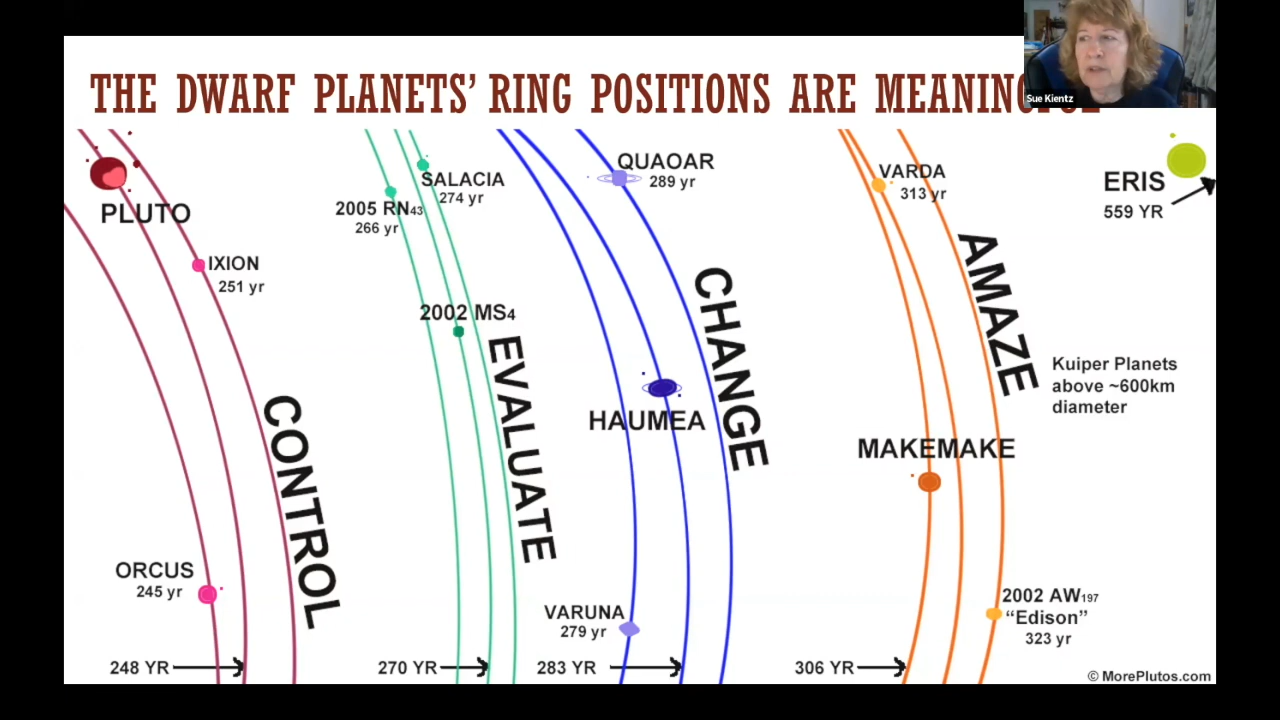 THE DWARF PLANETS' RING POSITIONS ARE
Sue Kientz
PLUTO
IXION
251 yr
ORCUS
245 yr
248 YR
CONTROL
SALACIA
274 yr
2005 RN43
266 yr
2002 MS4
270 YR
EVALUATE
QUAOAR
289 yr
HAUMEA
VARUNA
279 yr
283 YR
CHANGE
VARDA
313 yr
MAKEMAKE
2002 AW197
"Edison"
323 yr
306 YR
AMAZE
ERIS
559 YR
Kuiper Planets
above ~600km
diameter
© MorePlutos.com